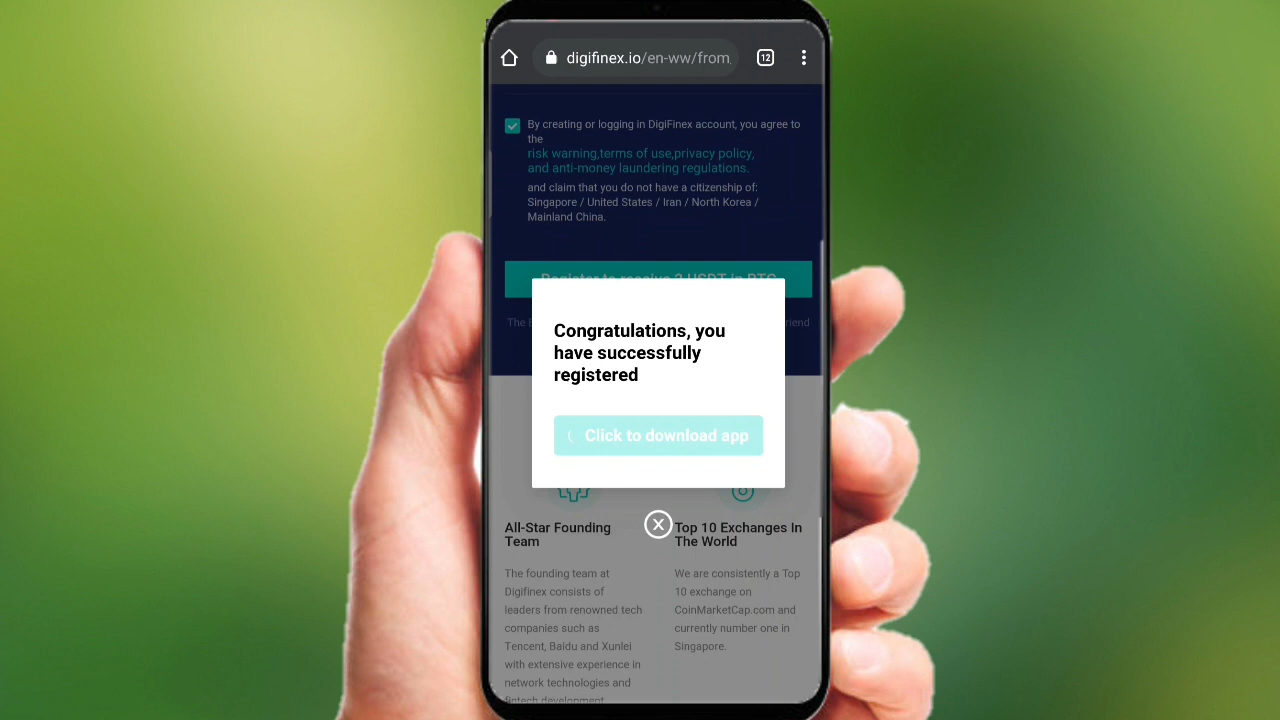 digifinex.io/en-ww/from
12
By creating or logging in DigiFinex account, you agree to
the
risk warning,terms of use,privacy policy,
and anti-money laundering regulations.
and claim that you do not have a citizenship of:
Singapore / United States / Iran / North Korea /
Mainland China.
Register to receive 2 USDT in BTC
The
Congratulations, you
have successfully
registered
Click to download app
X
All-Star Founding
Team
The founding team at
Digifinex consists of
leaders from renowned tech
companies such as
Tencent, Baidu and Xunlei
with extensive experience in
network technologies and
fintech development
Top 10 Exchanges In
The World
We are consistently a Top
10 exchange on
CoinMarketCap.com and
currently number one in
Singapore.